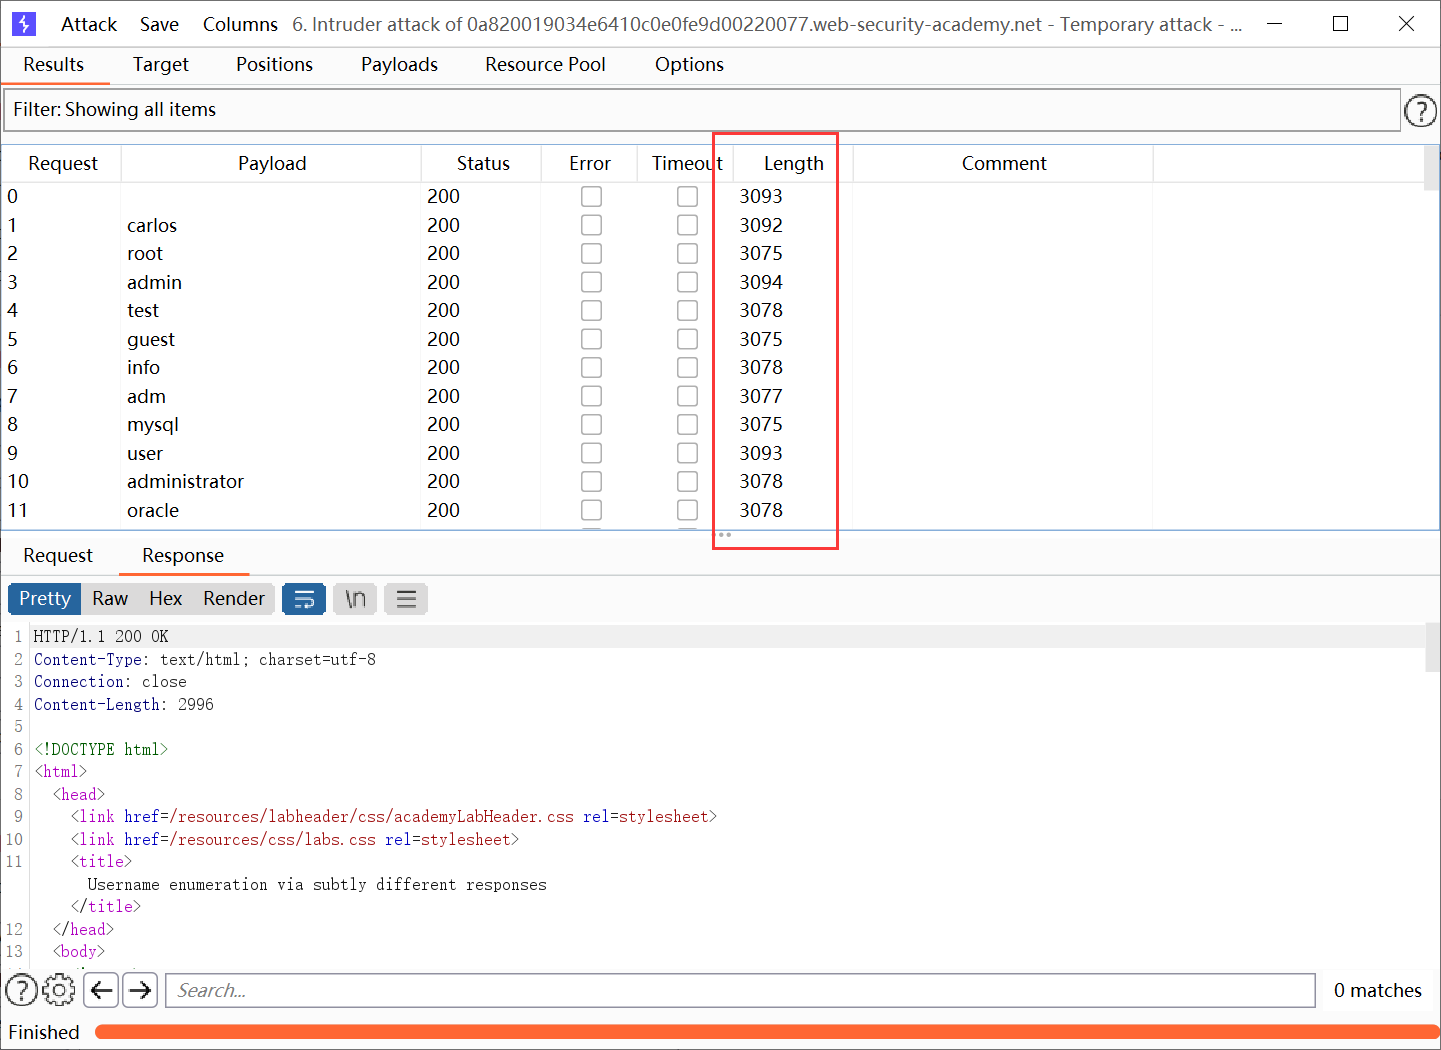 Attack Save Columns 6. Intruder attack of 0a820019034e6410c0e0fe9d00220077.web-security-academy.net - Temporary attack - ...
Results Target Positions Payloads Resource Pool Options
Filter: Showing all items
Request Payload Status Error Timeout Length Comment
0 200 3093
1 carlos 200 3092
2 root 200 3075
3 admin 200 3094
4 test 200 3078
5 guest 200 3075
6 info 200 3078
7 adm 200 3077
8 mysql 200 3075
9 user 200 3093
10 administrator 200 3078
11 oracle 200 3078
Request Response
Pretty Raw Hex Render \n
1 HTTP/1.1 200 OK
2 Content-Type: text/html; charset=utf-8
3 Connection: close
4 Content-Length: 2996
5
6 <!DOCTYPE html>
7 <html>
8 <head>
9 <link href=/resources/labheader/css/academyLabHeader.css rel=stylesheet>
10 <link href=/resources/css/labs.css rel=stylesheet>
11 <title>
Username enumeration via subtly different responses
</title>
12 </head>
13 <body>
Search... 0 matches
Finished